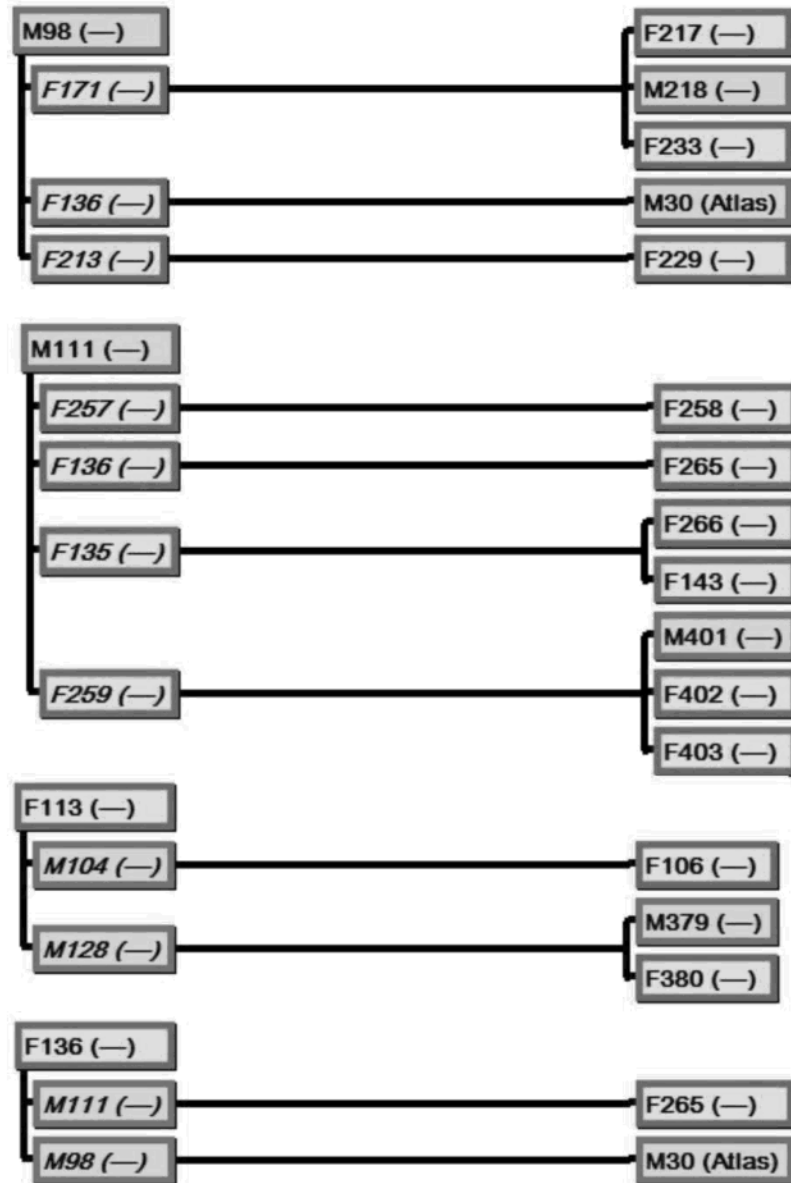 M98 (—)
F171 (—)
F217 (—)
M218 (—)
F233 (—)
F136 (—)
M30 (Atlas)
F213 (—)
F229 (—)
M111 (—)
F257 (—)
F258 (—)
F136 (—)
F265 (—)
F135 (—)
F266 (—)
F143 (—)
F259 (—)
M401 (—)
F402 (—)
F403 (—)
F113 (—)
M104 (—)
F106 (—)
M128 (—)
M379 (—)
F380 (—)
F136 (—)
M111 (—)
F265 (—)
M98 (—)
M30 (Atlas)